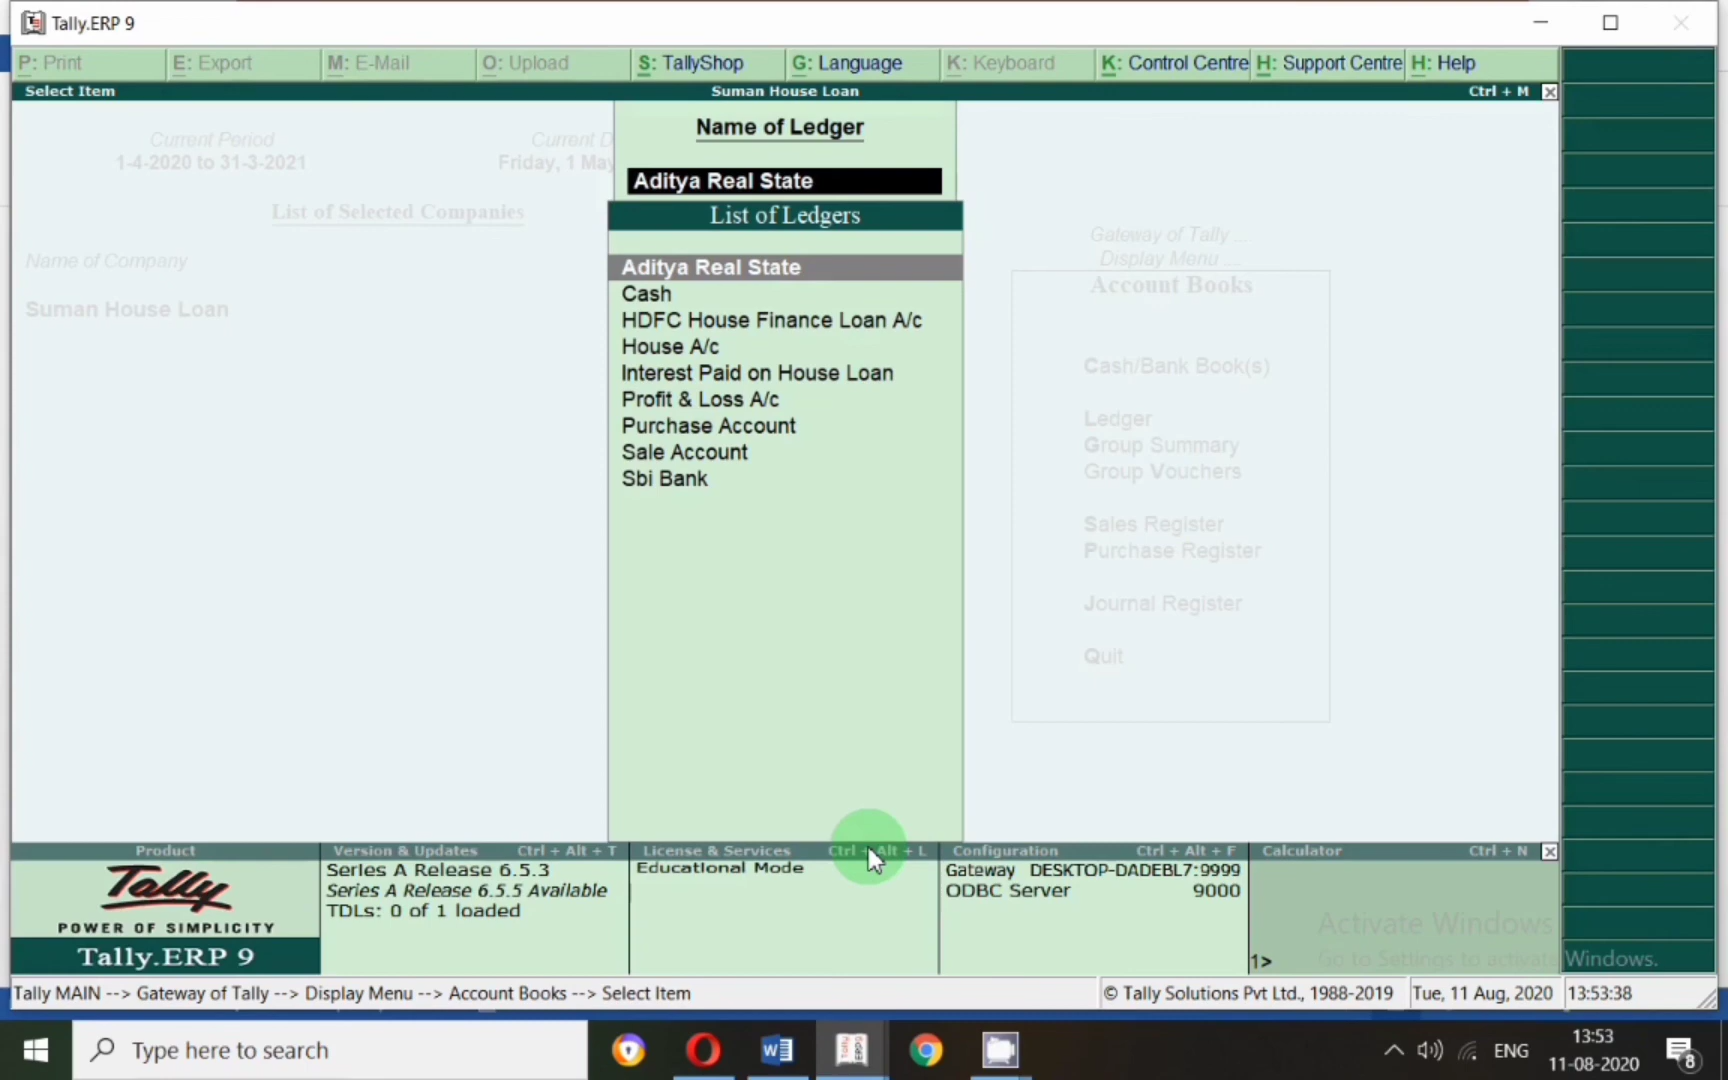 Tally.ERP 9
P: Print E: Export M: E-Mail O: Upload S: TallyShop G: Language K: Keyboard K: Control Centre H: Support Centre H: Help
Select Item Suman House Loan Ctrl + M
Current Period Current D
1-4-2020 to 31-3-2021 Friday, 1 May
List of Selected Companies
Name of Company
Suman House Loan
Name of Ledger
Aditya Real State
List of Ledgers
Aditya Real State
Cash
HDFC House Finance Loan A/c
House A/c
Interest Paid on House Loan
Profit & Loss A/c
Purchase Account
Sale Account
Sbi Bank
Gateway of Tally ...
Display Menu ...
Account Books
Cash/Bank Book(s)
Ledger
Group Summary
Group Vouchers
Sales Register
Purchase Register
Journal Register
Quit
Product
Tally
POWER OF SIMPLICITY
Tally.ERP 9
Version & Updates Ctrl + Alt + T
Series A Release 6.5.3
Series A Release 6.5.5 Available
TDLs: 0 of 1 loaded
License & Services Ctrl + Alt + L
Educational Mode
Configuration Ctrl + Alt + F
Gateway DESKTOP-DADEBL7:9999
ODBC Server 9000
Calculator Ctrl + N
1>
Activate Windows
Go to Settings to activate Windows.
Tally MAIN --> Gateway of Tally --> Display Menu --> Account Books --> Select Item © Tally Solutions Pvt Ltd., 1988-2019 Tue, 11 Aug, 2020 13:53:38
Type here to search
ENG
13:53
11-08-2020
8